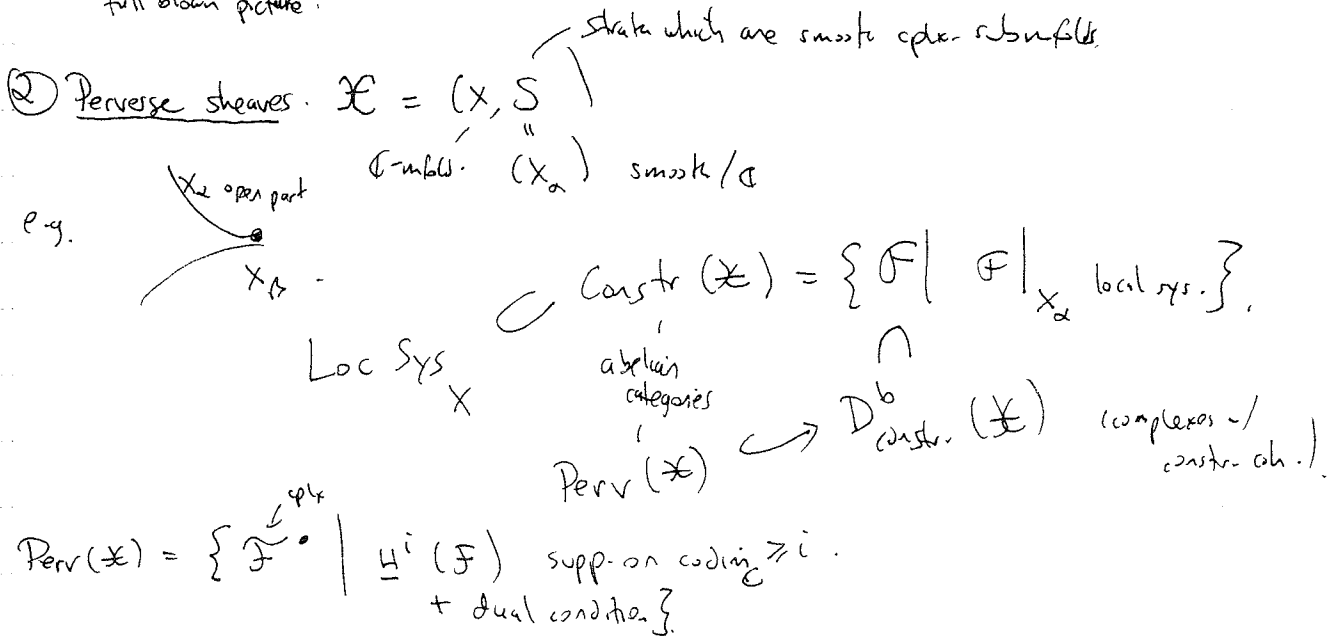 full blown picture.
strata which are smooth cplx. submflds.
② Perverse sheaves. 𝒳 = (X, S)
ℂ-mfld. (X_α) smooth/ℂ
e.g. X_α open part
X_β
Constr (𝒳) = { F | F|_{X_α} local sys. }.
Loc Sys_X ⊂ abelian categories ∩
Perv (𝒳) ↪ D^b_{constr.} (𝒳) (complexes w/ constr. coh.).
cplx
Perv (𝒳) = { F^• | H^i (F) supp. on codim_ℂ ⩾ i.
+ dual condition }.